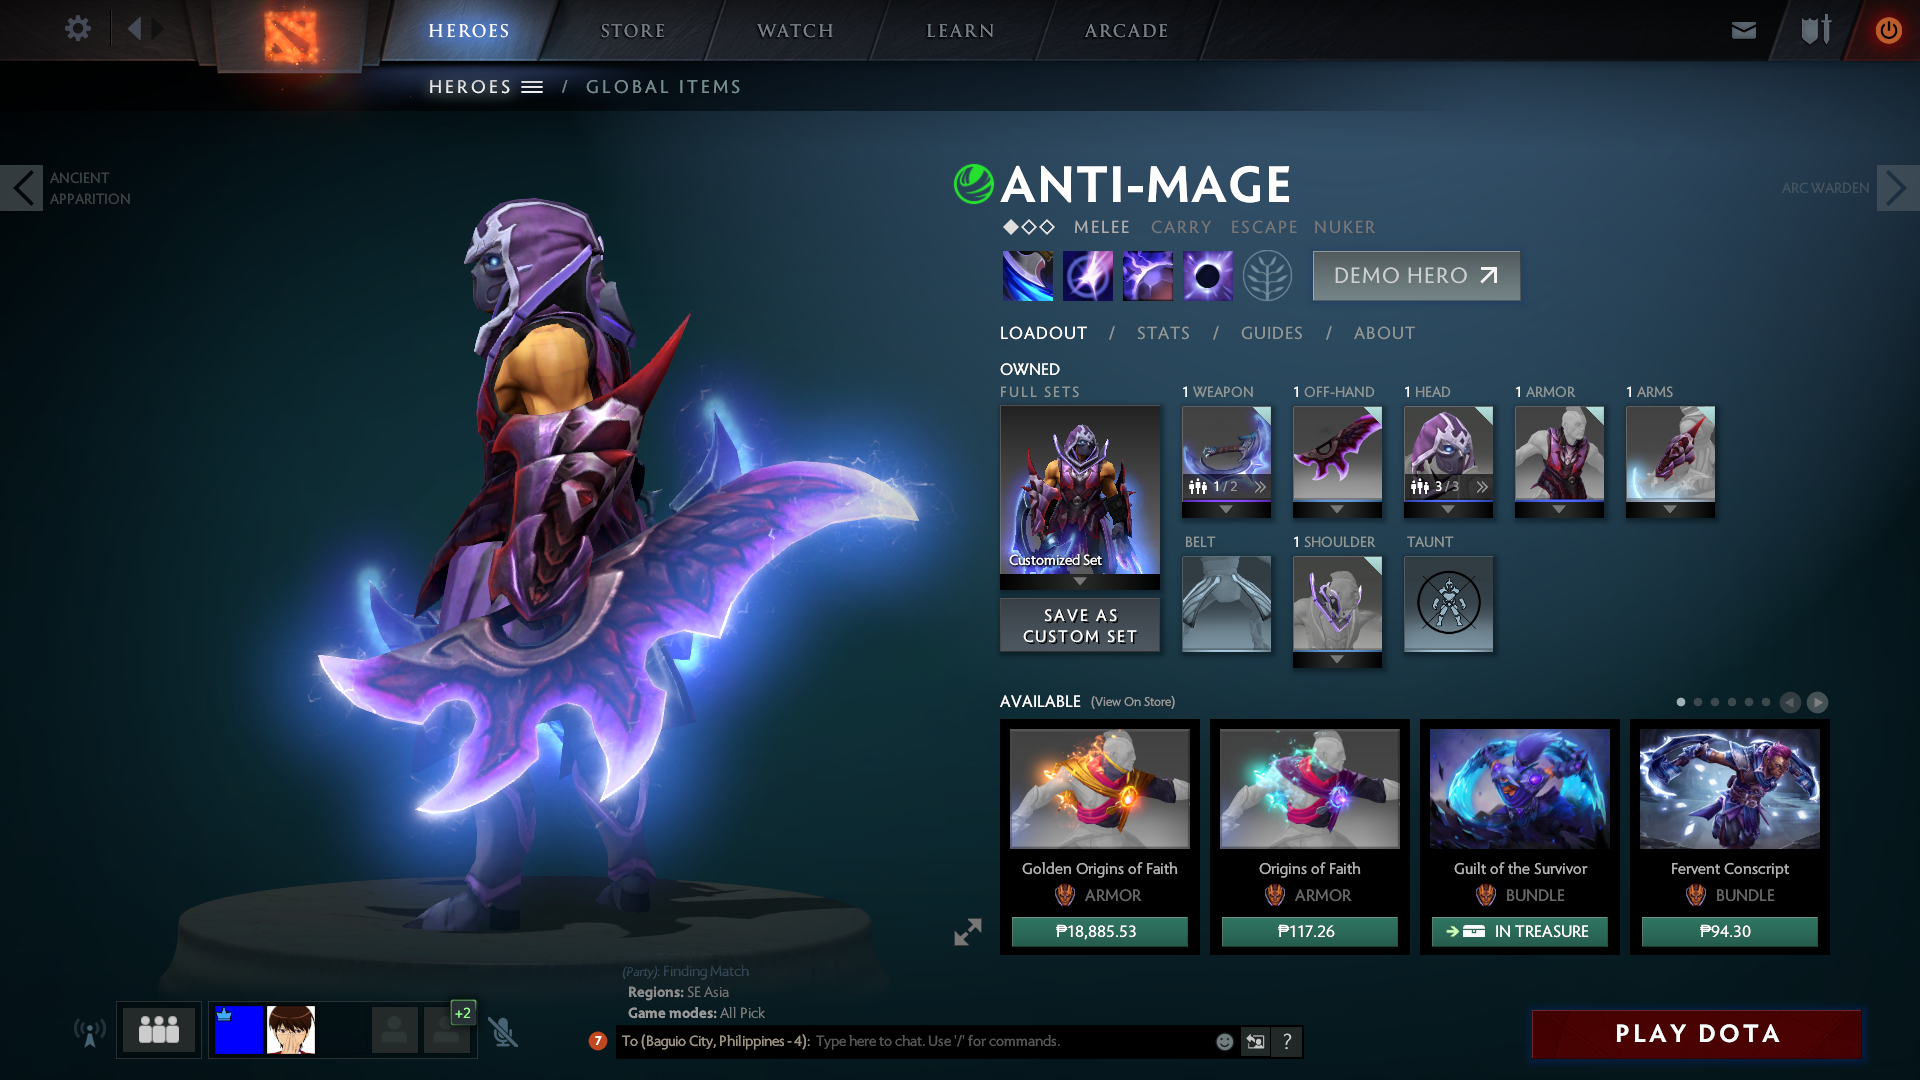 HEROES
STORE
WATCH
LEARN
ARCADE
HEROES / GLOBAL ITEMS
ANCIENT
APPARITION
ARC WARDEN
ANTI-MAGE
MELEE CARRY ESCAPE NUKER
DEMO HERO
LOADOUT / STATS / GUIDES / ABOUT
OWNED
FULL SETS
1 WEAPON
1 OFF-HAND
1 HEAD
1 ARMOR
1 ARMS
1/2
3/3
Customized Set
BELT
1 SHOULDER
TAUNT
SAVE AS
CUSTOM SET
AVAILABLE (View On Store)
Golden Origins of Faith
ARMOR
₱18,885.53
Origins of Faith
ARMOR
₱117.26
Guilt of the Survivor
BUNDLE
IN TREASURE
Fervent Conscript
BUNDLE
₱94.30
(Party): Finding Match
Regions: SE Asia
Game modes: All Pick
+2
7
To (Baguio City, Philippines - 4): Type here to chat. Use '/' for commands.
?
PLAY DOTA